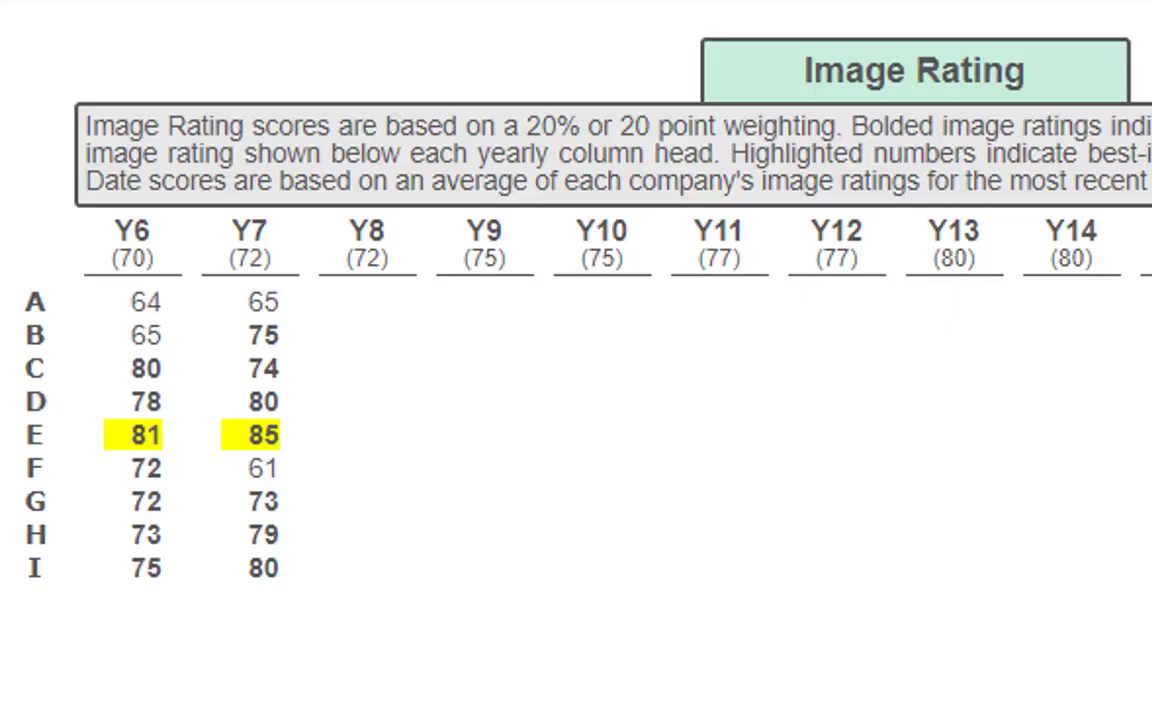 Image Rating
Image Rating scores are based on a 20% or 20 point weighting. Bolded image ratings indi
image rating shown below each yearly column head. Highlighted numbers indicate best-i
Date scores are based on an average of each company's image ratings for the most recent
Y6 Y7 Y8 Y9 Y10 Y11 Y12 Y13 Y14
(70) (72) (72) (75) (75) (77) (77) (80) (80)
A 64 65
B 65 75
C 80 74
D 78 80
E 81 85
F 72 61
G 72 73
H 73 79
I 75 80